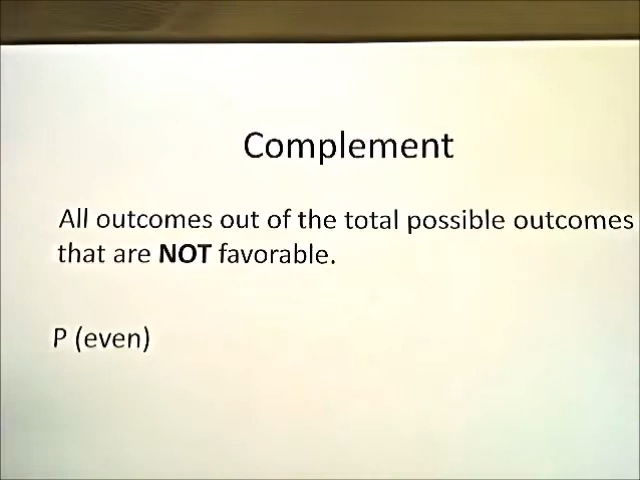 Complement
All outcomes out of the total possible outcomes
that are NOT favorable.
P (even)